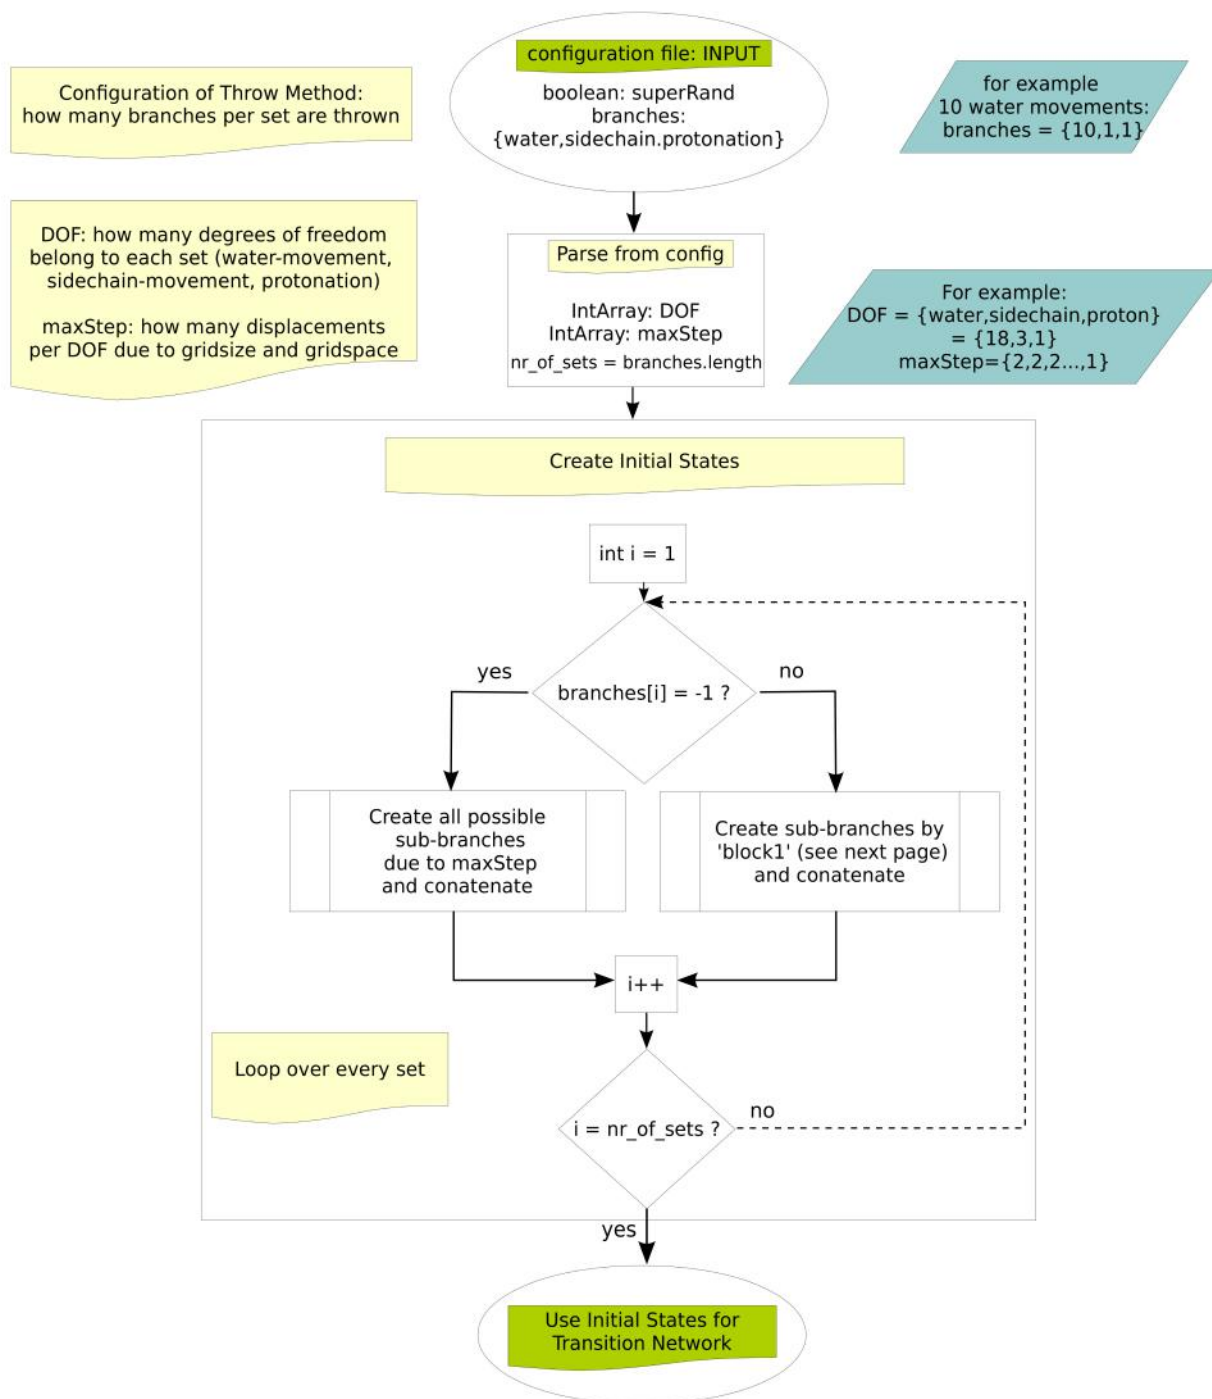 configuration file: INPUT
boolean: superRand
branches:
{water,sidechain.protonation}
Configuration of Throw Method:
how many branches per set are thrown
for example
10 water movements:
branches = {10,1,1}
DOF: how many degrees of freedom
belong to each set (water-movement,
sidechain-movement, protonation)
maxStep: how many displacements
per DOF due to gridsize and gridspace
Parse from config
IntArray: DOF
IntArray: maxStep
nr_of_sets = branches.length
For example:
DOF = {water,sidechain,proton}
= {18,3,1}
maxStep={2,2,2...,1}
Create Initial States
int i = 1
branches[i] = -1 ?
yes
no
Create all possible
sub-branches
due to maxStep
and conatenate
Create sub-branches by
'block1' (see next page)
and conatenate
i++
Loop over every set
i = nr_of_sets ?
no
yes
Use Initial States for
Transition Network